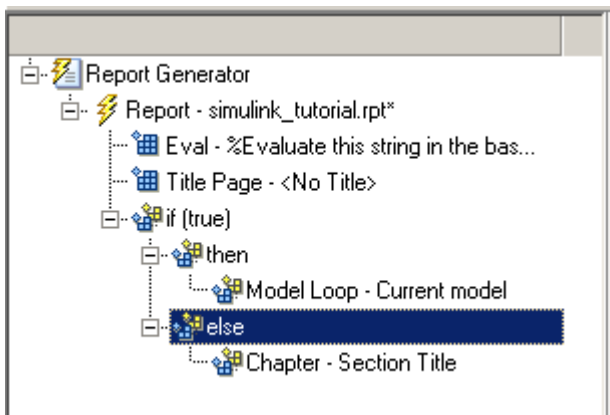 Report Generator
Report - simulink_tutorial.rpt*
Eval - %Evaluate this string in the bas...
Title Page - <No Title>
if (true)
then
Model Loop - Current model
else
Chapter - Section Title